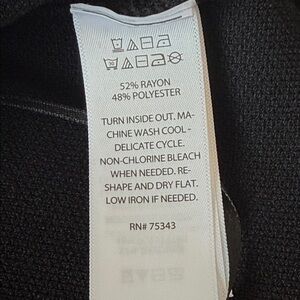 52% RAYON
48% POLYESTER
TURN INSIDE OUT. MA-
CHINE WASH COOL -
DELICATE CYCLE.
NON-CHLORINE BLEACH
WHEN NEEDED. RE-
SHAPE AND DRY FLAT.
LOW IRON IF NEEDED.
RN# 75343